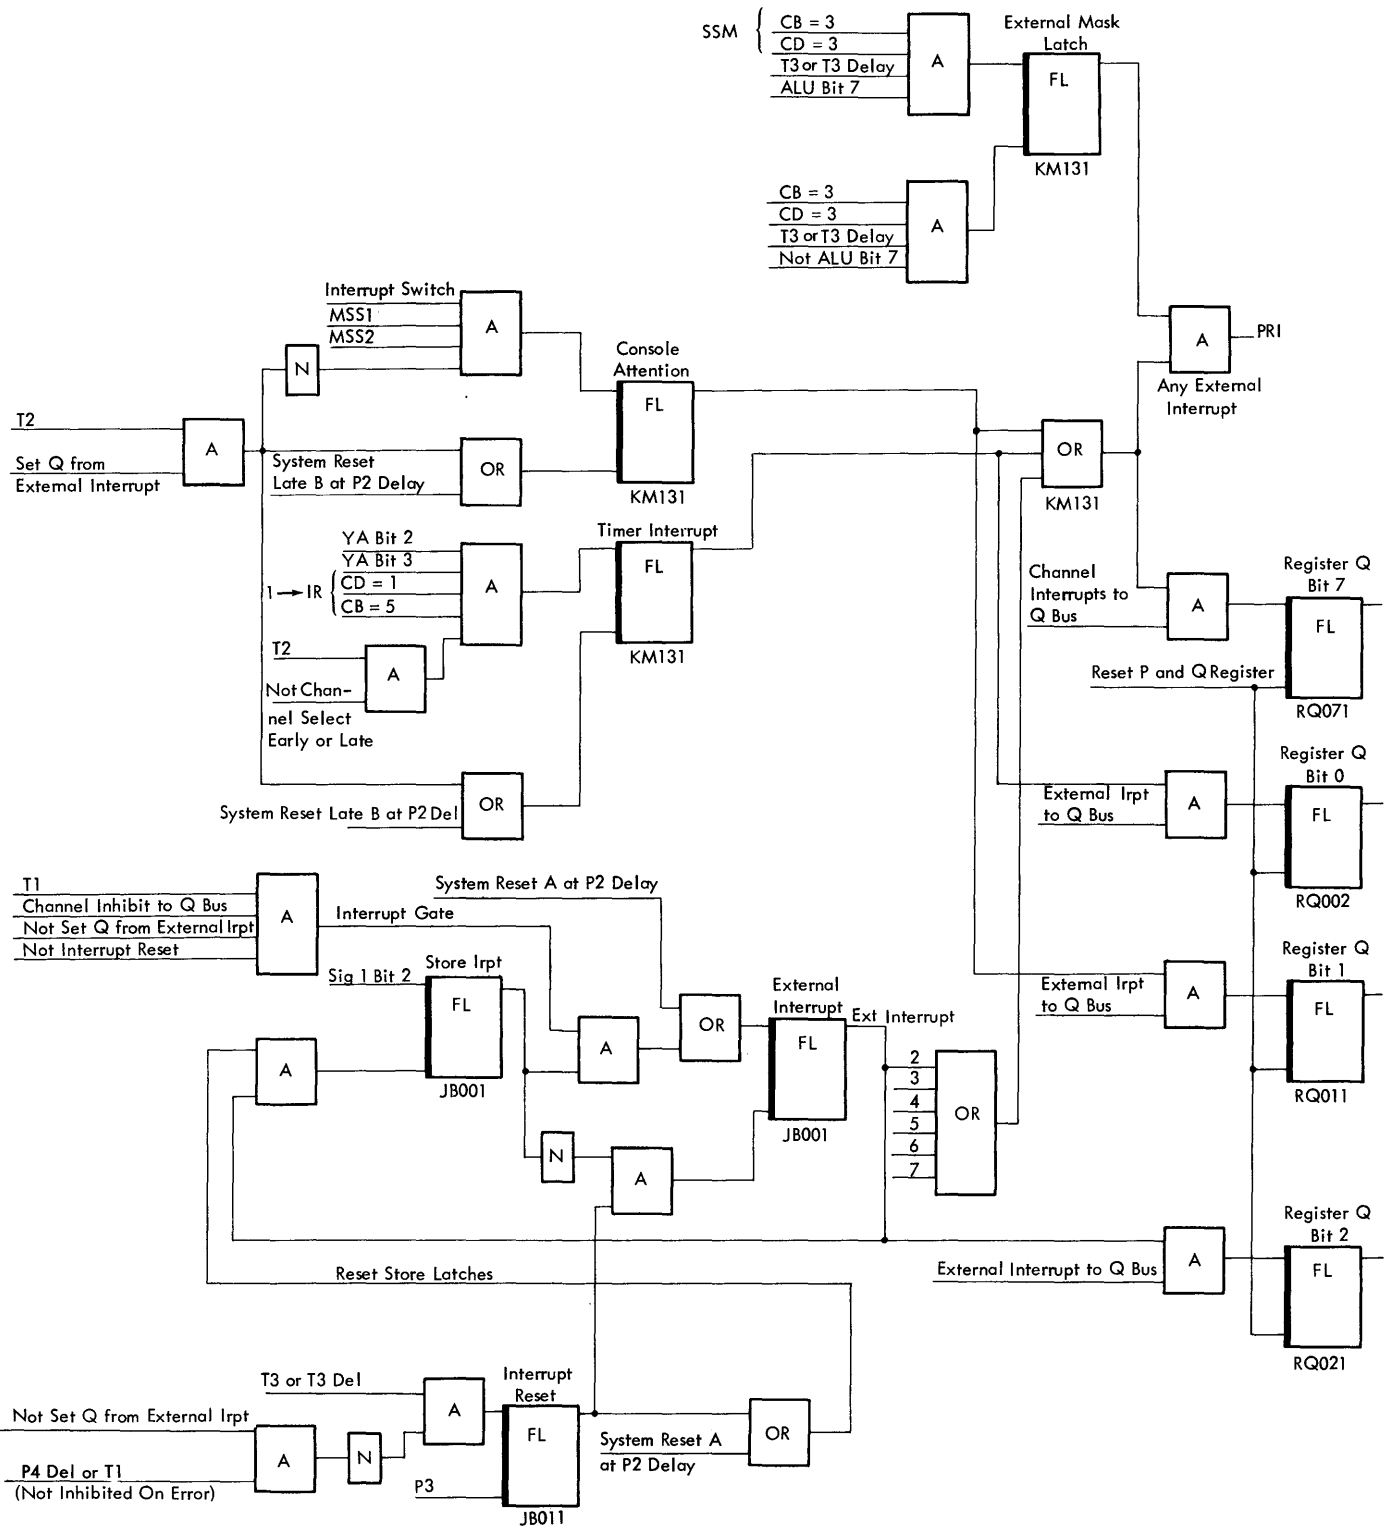 SSM
CB = 3
CD = 3
T3 or T3 Delay
ALU Bit 7
A
External Mask
Latch
FL
KM131
CB = 3
CD = 3
T3 or T3 Delay
Not ALU Bit 7
A
Interrupt Switch
MSS1
MSS2
A
N
Console
Attention
FL
KM131
A
PRI
Any External
Interrupt
T2
Set Q from
External Interrupt
A
System Reset
Late B at P2 Delay
OR
OR
KM131
Timer Interrupt
FL
KM131
YA Bit 2
YA Bit 3
1 → IR
CD = 1
CB = 5
A
T2
Not Chan-
nel Select
Early or Late
A
Channel
Interrupts to
Q Bus
A
Register Q
Bit 7
FL
RQ071
Reset P and Q Register
System Reset Late B at P2 Del
OR
External Irpt
to Q Bus
A
Register Q
Bit 0
FL
RQ002
T1
Channel Inhibit to Q Bus
Not Set Q from External Irpt
Not Interrupt Reset
A
Interrupt Gate
System Reset A at P2 Delay
Sig 1 Bit 2
Store Irpt
FL
JB001
A
A
OR
External
Interrupt
FL
JB001
Ext Interrupt
2
3
4
5
6
7
OR
External Irpt
to Q Bus
A
Register Q
Bit 1
FL
RQ011
N
A
Reset Store Latches
External Interrupt to Q Bus
A
Register Q
Bit 2
FL
RQ021
T3 or T3 Del
A
Interrupt
Reset
FL
JB011
Not Set Q from External Irpt
P4 Del or T1
(Not Inhibited On Error)
A
N
P3
System Reset A
at P2 Delay
OR